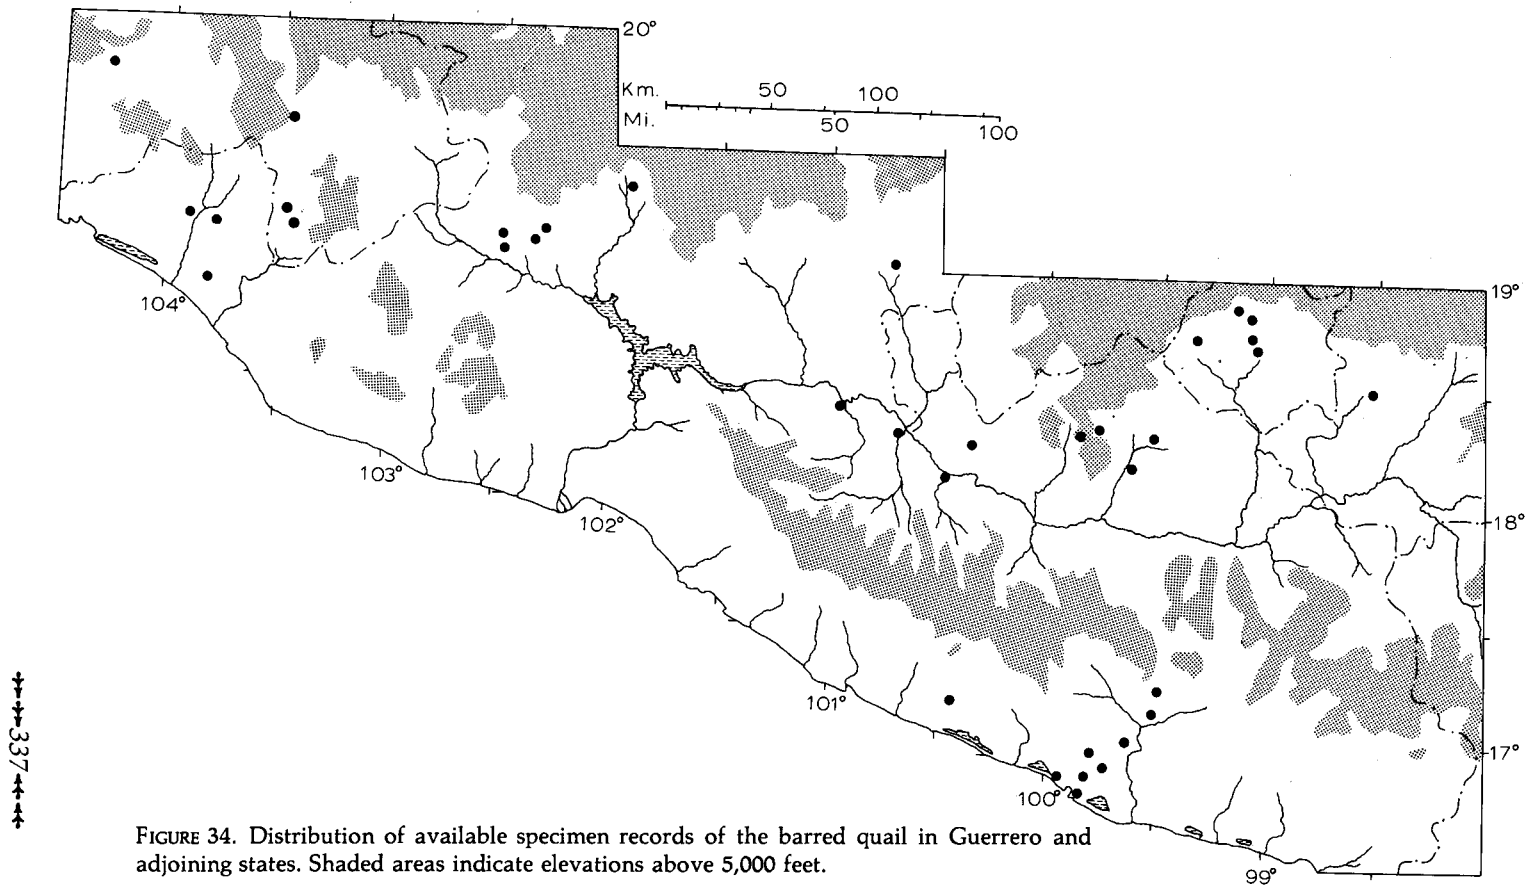 20°
Km. 50 100
Mi. 50 100
19°
104°
103°
102°
18°
101°
17°
100°
99°
337
FIGURE 34. Distribution of available specimen records of the barred quail in Guerrero and
adjoining states. Shaded areas indicate elevations above 5,000 feet.